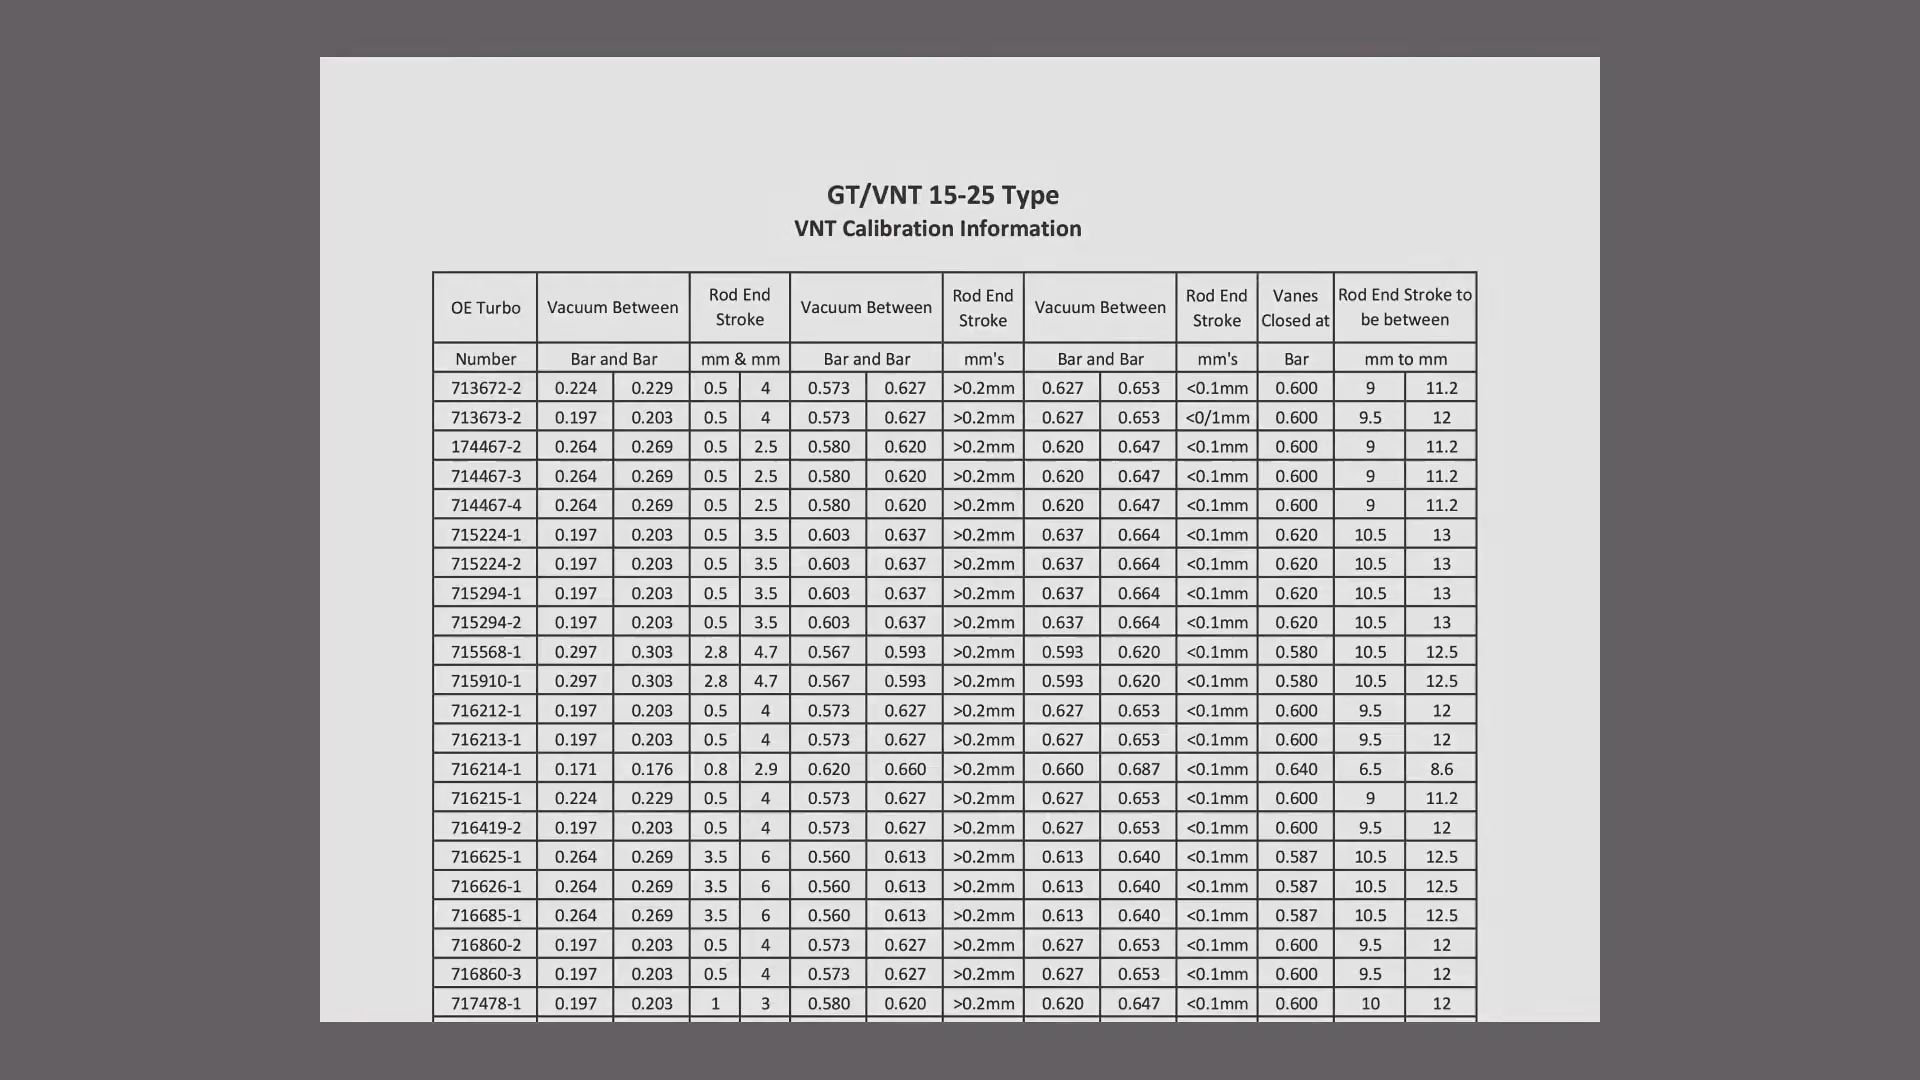 GT/VNT 15-25 Type
VNT Calibration Information
OE Turbo Vacuum Between Rod End Stroke Vacuum Between Rod End Stroke Vacuum Between Rod End Stroke Vanes Closed at Rod End Stroke to be between
Number Bar and Bar mm & mm Bar and Bar mm's Bar and Bar mm's Bar mm to mm
713672-2 0.224 0.229 0.5 4 0.573 0.627 >0.2mm 0.627 0.653 <0.1mm 0.600 9 11.2
713673-2 0.197 0.203 0.5 4 0.573 0.627 >0.2mm 0.627 0.653 <0/1mm 0.600 9.5 12
174467-2 0.264 0.269 0.5 2.5 0.580 0.620 >0.2mm 0.620 0.647 <0.1mm 0.600 9 11.2
714467-3 0.264 0.269 0.5 2.5 0.580 0.620 >0.2mm 0.620 0.647 <0.1mm 0.600 9 11.2
714467-4 0.264 0.269 0.5 2.5 0.580 0.620 >0.2mm 0.620 0.647 <0.1mm 0.600 9 11.2
715224-1 0.197 0.203 0.5 3.5 0.603 0.637 >0.2mm 0.637 0.664 <0.1mm 0.620 10.5 13
715224-2 0.197 0.203 0.5 3.5 0.603 0.637 >0.2mm 0.637 0.664 <0.1mm 0.620 10.5 13
715294-1 0.197 0.203 0.5 3.5 0.603 0.637 >0.2mm 0.637 0.664 <0.1mm 0.620 10.5 13
715294-2 0.197 0.203 0.5 3.5 0.603 0.637 >0.2mm 0.637 0.664 <0.1mm 0.620 10.5 13
715568-1 0.297 0.303 2.8 4.7 0.567 0.593 >0.2mm 0.593 0.620 <0.1mm 0.580 10.5 12.5
715910-1 0.297 0.303 2.8 4.7 0.567 0.593 >0.2mm 0.593 0.620 <0.1mm 0.580 10.5 12.5
716212-1 0.197 0.203 0.5 4 0.573 0.627 >0.2mm 0.627 0.653 <0.1mm 0.600 9.5 12
716213-1 0.197 0.203 0.5 4 0.573 0.627 >0.2mm 0.627 0.653 <0.1mm 0.600 9.5 12
716214-1 0.171 0.176 0.8 2.9 0.620 0.660 >0.2mm 0.660 0.687 <0.1mm 0.640 6.5 8.6
716215-1 0.224 0.229 0.5 4 0.573 0.627 >0.2mm 0.627 0.653 <0.1mm 0.600 9 11.2
716419-2 0.197 0.203 0.5 4 0.573 0.627 >0.2mm 0.627 0.653 <0.1mm 0.600 9.5 12
716625-1 0.264 0.269 3.5 6 0.560 0.613 >0.2mm 0.613 0.640 <0.1mm 0.587 10.5 12.5
716626-1 0.264 0.269 3.5 6 0.560 0.613 >0.2mm 0.613 0.640 <0.1mm 0.587 10.5 12.5
716685-1 0.264 0.269 3.5 6 0.560 0.613 >0.2mm 0.613 0.640 <0.1mm 0.587 10.5 12.5
716860-2 0.197 0.203 0.5 4 0.573 0.627 >0.2mm 0.627 0.653 <0.1mm 0.600 9.5 12
716860-3 0.197 0.203 0.5 4 0.573 0.627 >0.2mm 0.627 0.653 <0.1mm 0.600 9.5 12
717478-1 0.197 0.203 1 3 0.580 0.620 >0.2mm 0.620 0.647 <0.1mm 0.600 10 12